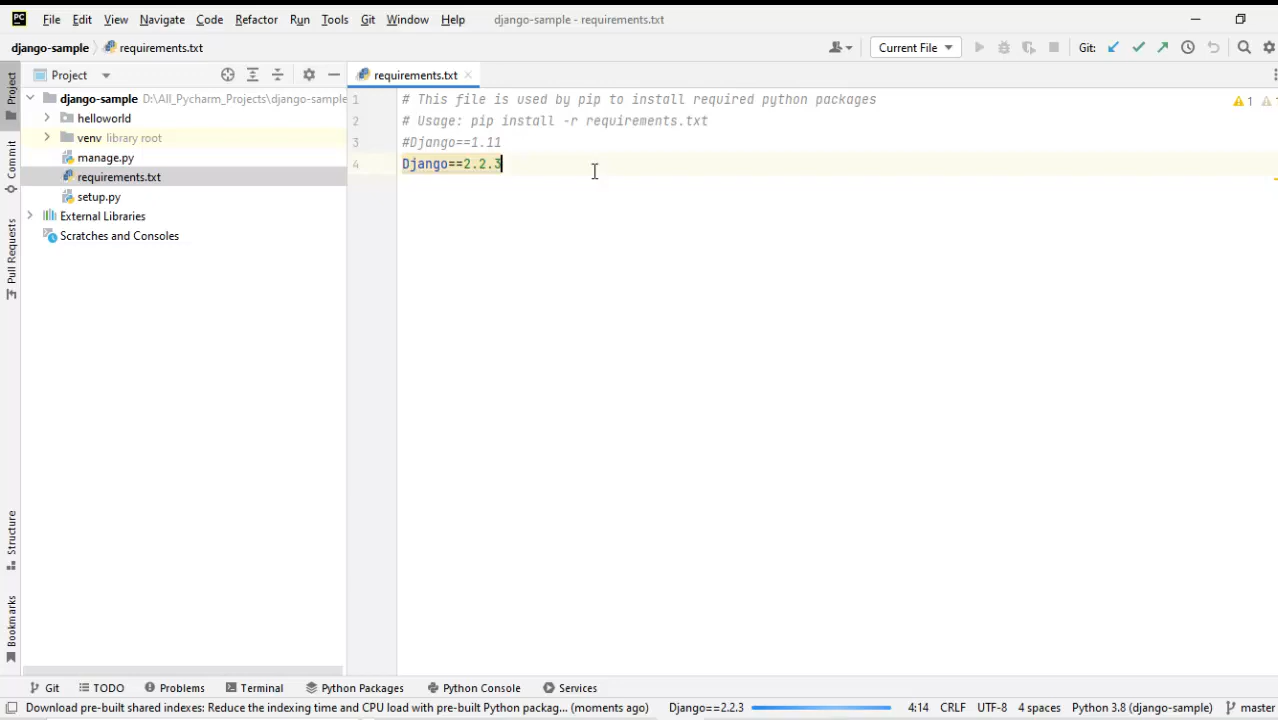 PC File Edit View Navigate Code Refactor Run Tools Git Window Help django-sample - requirements.txt
django-sample requirements.txt Current File Git:
Project requirements.txt
django-sample D:\All_Pycharm_Projects\django-sample
helloworld
venv library root
manage.py
requirements.txt
setup.py
External Libraries
Scratches and Consoles
1 # This file is used by pip to install required python packages
2 # Usage: pip install -r requirements.txt
3 #Django==1.11
4 Django==2.2.3
1
Project
Commit
Pull Requests
Structure
Bookmarks
Git TODO Problems Terminal Python Packages Python Console Services
Download pre-built shared indexes: Reduce the indexing time and CPU load with pre-built Python packag... (moments ago) Django==2.2.3 4:14 CRLF UTF-8 4 spaces Python 3.8 (django-sample) master